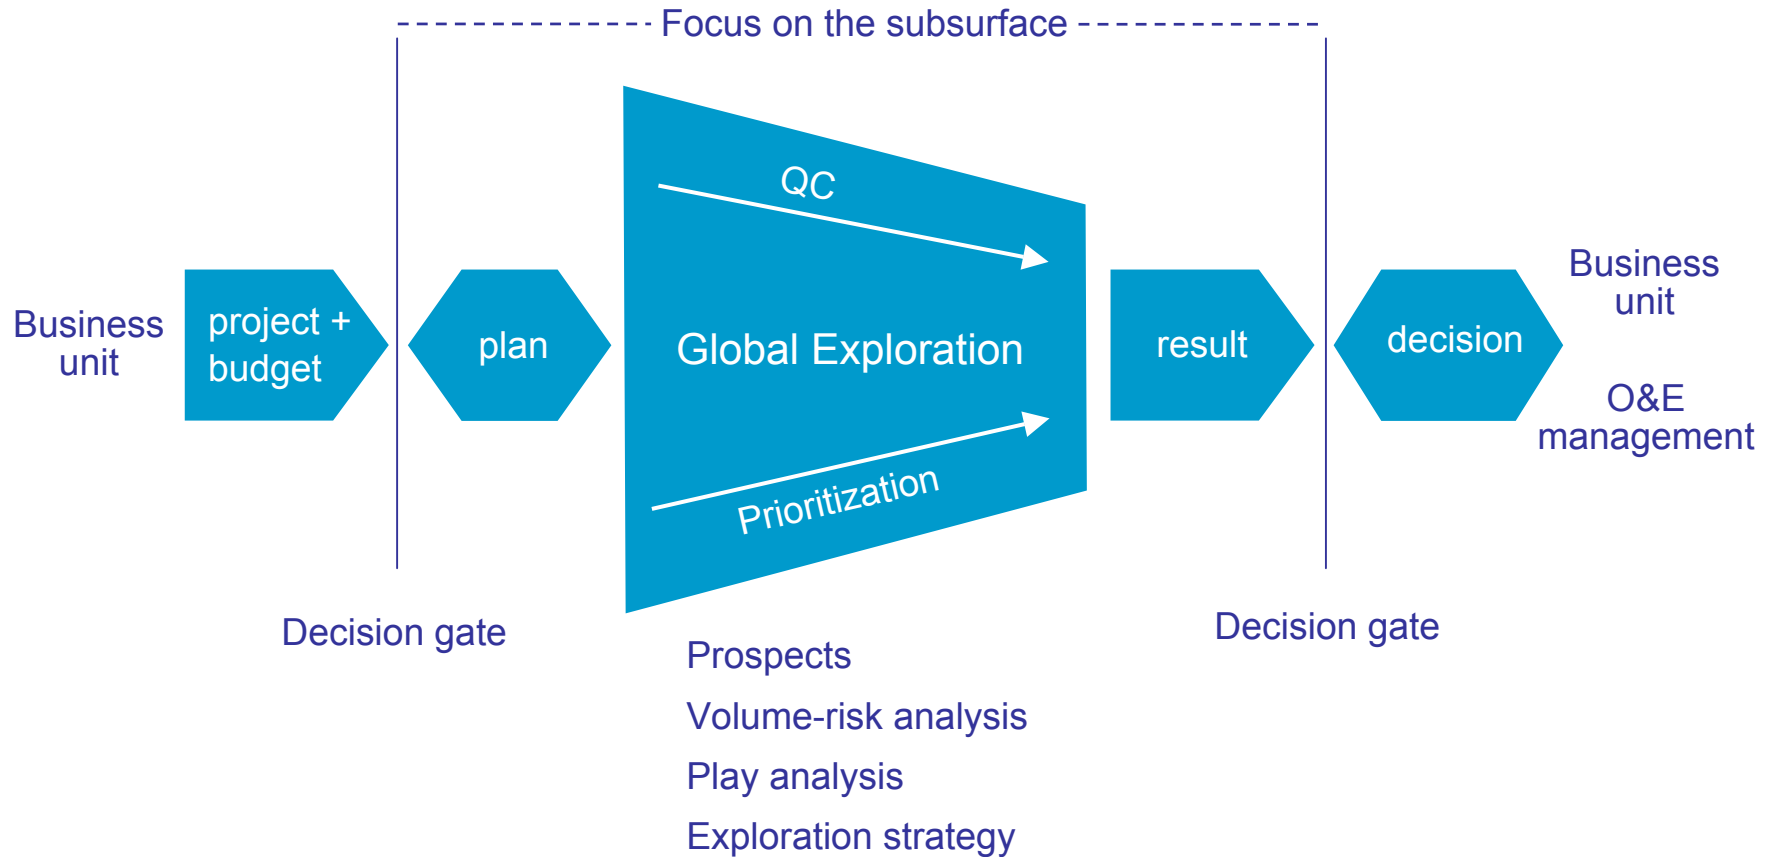 Focus on the subsurface
QC
Business
unit
project +
budget
plan
Global Exploration
result
decision
Business
unit
O&E
management
Prioritization
Decision gate
Decision gate
Prospects
Volume-risk analysis
Play analysis
Exploration strategy